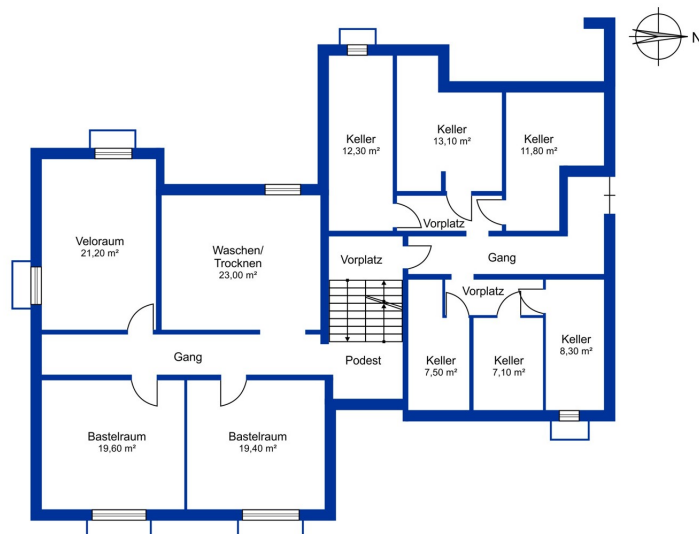 N
Keller
12,30 m²
Keller
13,10 m²
Keller
11,80 m²
Vorplatz
Veloraum
21,20 m²
Waschen/
Trocknen
23,00 m²
Vorplatz
Gang
Vorplatz
Gang
Podest
Keller
7,50 m²
Keller
7,10 m²
Keller
8,30 m²
Bastelraum
19,60 m²
Bastelraum
19,40 m²